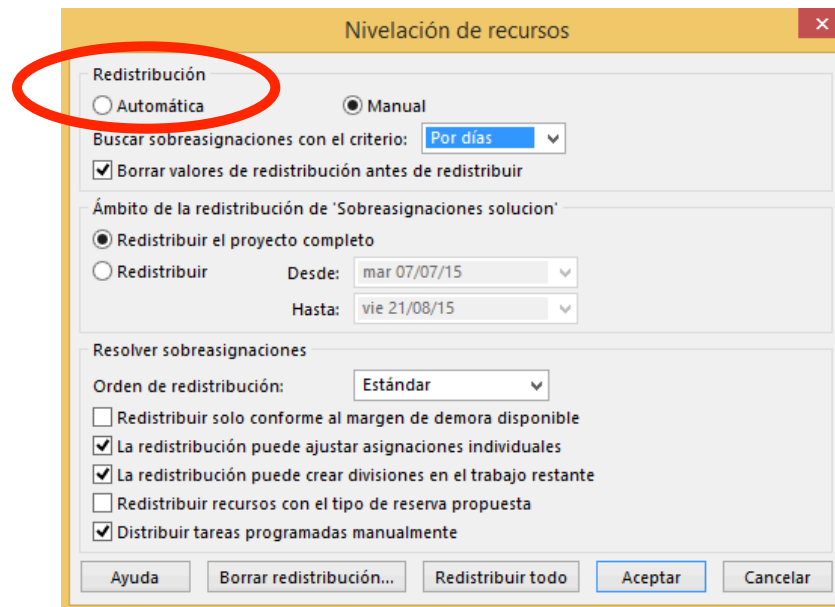 Nivelación de recursos
Redistribución
Automática Manual
Buscar sobreasignaciones con el criterio: Por días
Borrar valores de redistribución antes de redistribuir
Ámbito de la redistribución de 'Sobreasignaciones solucion'
Redistribuir el proyecto completo
Redistribuir Desde: mar 07/07/15
Hasta: vie 21/08/15
Resolver sobreasignaciones
Orden de redistribución: Estándar
Redistribuir solo conforme al margen de demora disponible
La redistribución puede ajustar asignaciones individuales
La redistribución puede crear divisiones en el trabajo restante
Redistribuir recursos con el tipo de reserva propuesta
Distribuir tareas programadas manualmente
Ayuda Borrar redistribución... Redistribuir todo Aceptar Cancelar